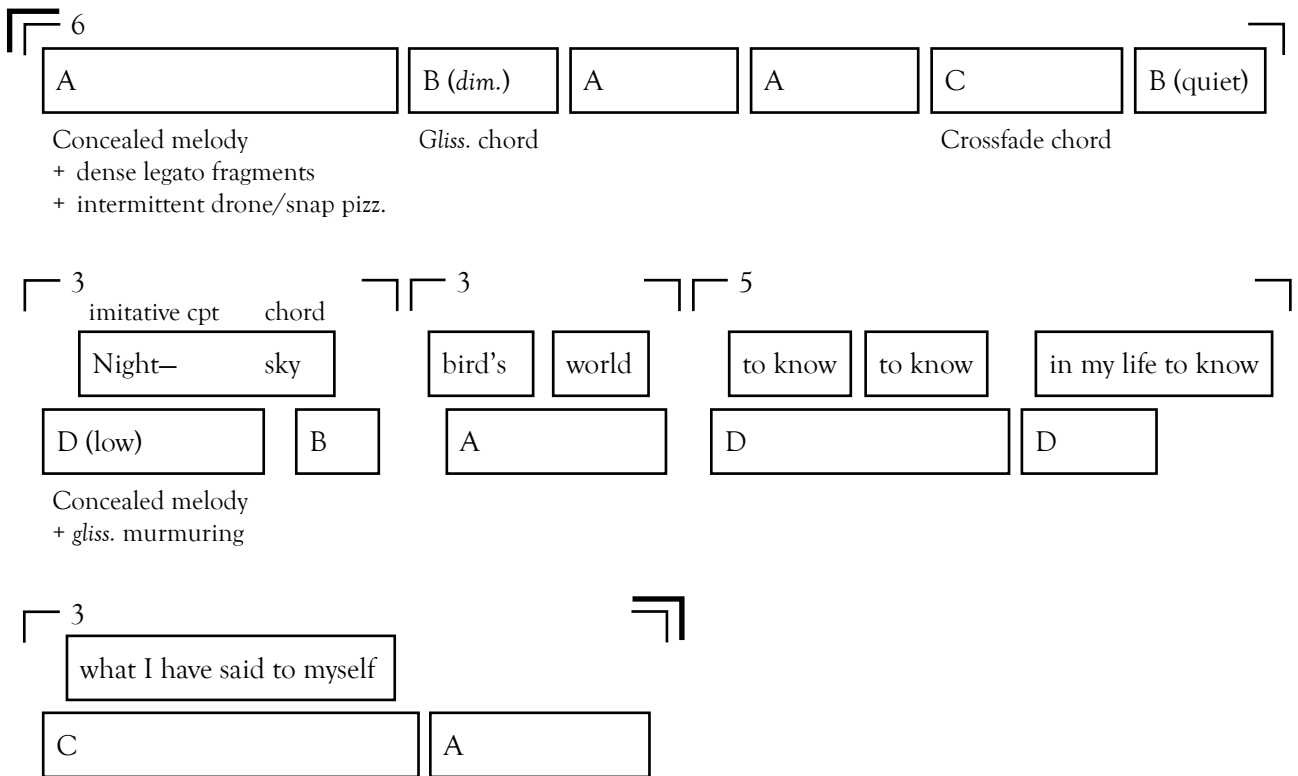 6
A B (dim.) A A C B (quiet)
Concealed melody Gliss. chord Crossfade chord
+ dense legato fragments
+ intermittent drone/snap pizz.
3 3 5
imitative cpt chord
Night– sky bird's world to know to know in my life to know
D (low) B A D D
Concealed melody
+ gliss. murmuring
3
what I have said to myself
C A